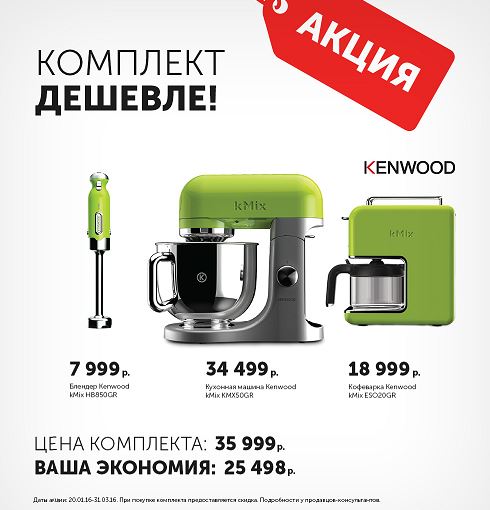 АКЦИЯ
КОМПЛЕКТ
ДЕШЕВЛЕ!
KENWOOD
kMix
kMix
K
KENWOOD
7 999 р.
Блендер Kenwood
kMix HB850GR
34 499 р.
Кухонная машина Kenwood
kMix KMX50GR
18 999 р.
Кофеварка Kenwood
kMix ESO20GR
ЦЕНА КОМПЛЕКТА: 35 999 р.
ВАША ЭКОНОМИЯ: 25 498 р.
Даты акции: 20.01.16-31.03.16. При покупке комплекта предоставляется скидка. Подробности у продавцов-консультантов.